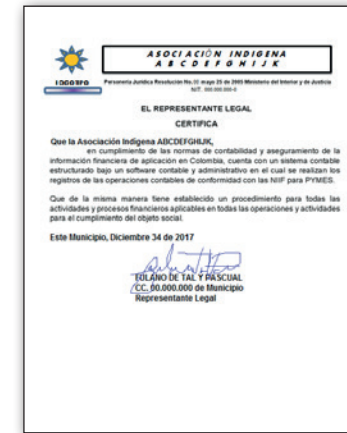 ASOCIACIÓN INDIGENA
A B C D E F G H I J K
LOGOTIPO
Personería Jurídica Resolución No.00 mayo 25 de 2005 Ministerio del Interior y de Justicia
NIT. 000.000.000-0
EL REPRESENTANTE LEGAL
CERTIFICA
Que la Asociación Indígena ABCDEFGHIJK,
en cumplimiento de las normas de contabilidad y aseguramiento de la
información financiera de aplicación en Colombia, cuenta con un sistema contable
estructurado bajo un software contable y administrativo en el cual se realizan los
registros de las operaciones contables de conformidad con las NIIF para PYMES.
Que de la misma manera tiene establecido un procedimiento para todas las
actividades y procesos financieros aplicables en todas las operaciones y actividades
para el cumplimiento del objeto social.
Este Municipio, Diciembre 34 de 2017
FULANO DE TAL Y PASCUAL
CC. 00.000.000 de Municipio
Representante Legal